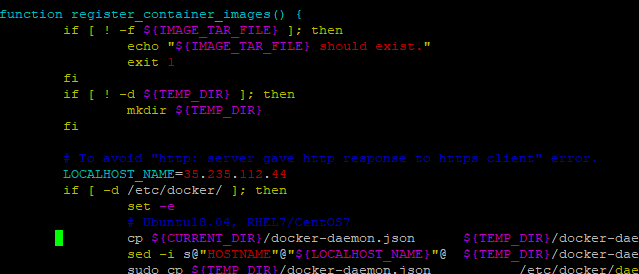 function register_container_images() {
if [ ! -f ${IMAGE_TAR_FILE} ]; then
echo "${IMAGE_TAR_FILE} should exist."
exit 1
fi
if [ ! -d ${TEMP_DIR} ]; then
mkdir ${TEMP_DIR}
fi
# To avoid "http: server gave http response to https client" error.
LOCALHOST_NAME=35.235.112.44
if [ -d /etc/docker/ ]; then
set -e
# Ubuntu18.04, RHEL7/CentOS7
cp ${CURRENT_DIR}/docker-daemon.json ${TEMP_DIR}/docker-dae
sed -i s@"HOSTNAME"@"${LOCALHOST_NAME}"@ ${TEMP_DIR}/docker-dae
sudo cp ${TEMP_DIR}/docker-daemon.json /etc/docker/dae